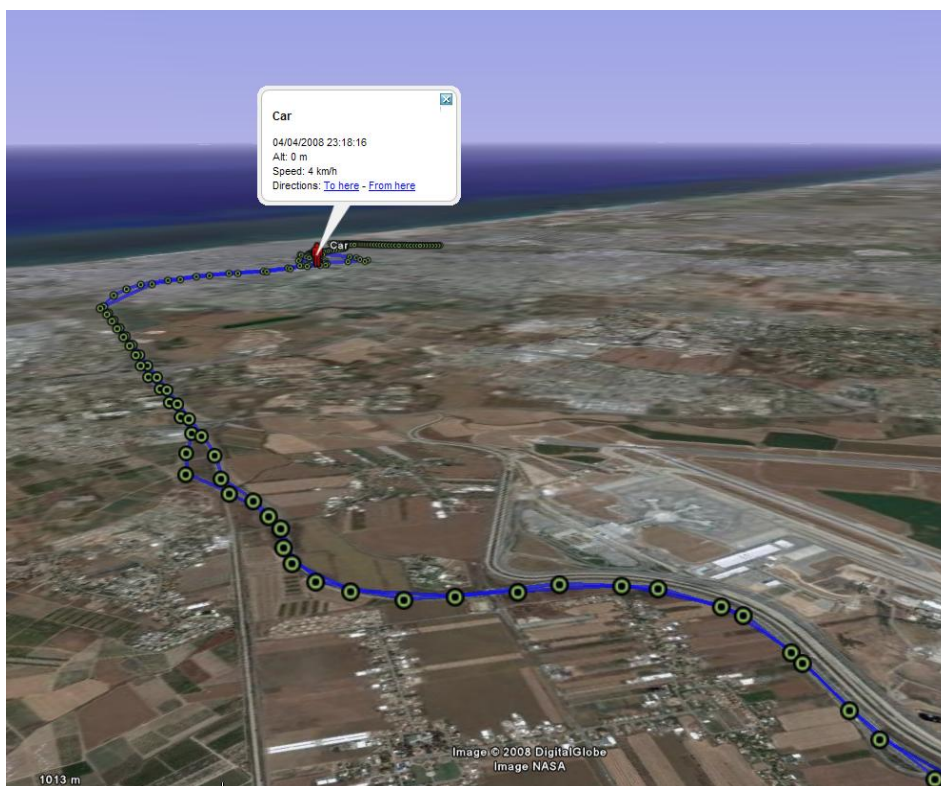 Car
04/04/2008 23:18:16
Alt: 0 m
Speed: 4 km/h
Directions: To here - From here
Car
Image © 2008 DigitalGlobe
Image NASA
1013 m